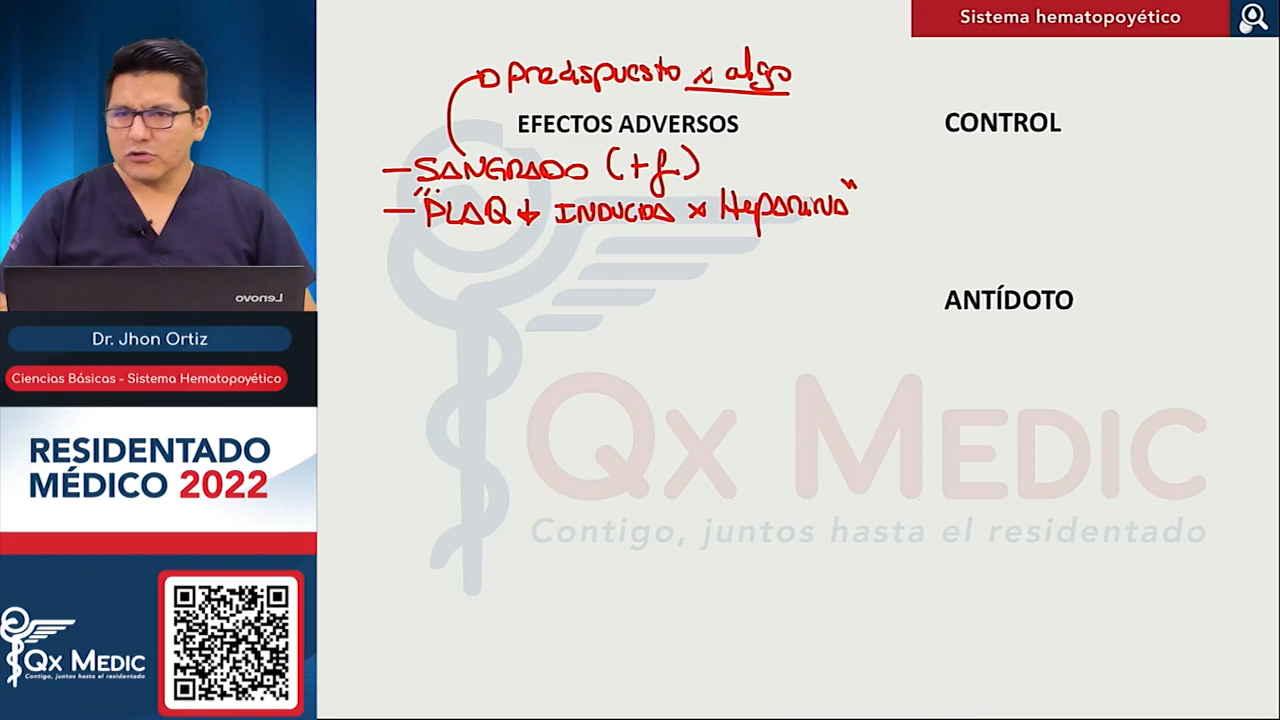 Sistema hematopoyético
predispuesto x algo
EFECTOS ADVERSOS
CONTROL
— SANGRADO (+ f.)
— "PLAQ ↓ INDUCIDA x Heparina"
ANTÍDOTO
lenovo
Dr. Jhon Ortiz
Ciencias Básicas - Sistema Hematopoyético
RESIDENTADO
MÉDICO 2022
QX MEDIC
Contigo, juntos hasta el residentado
QX MEDIC
Contigo, juntos hasta el residentado